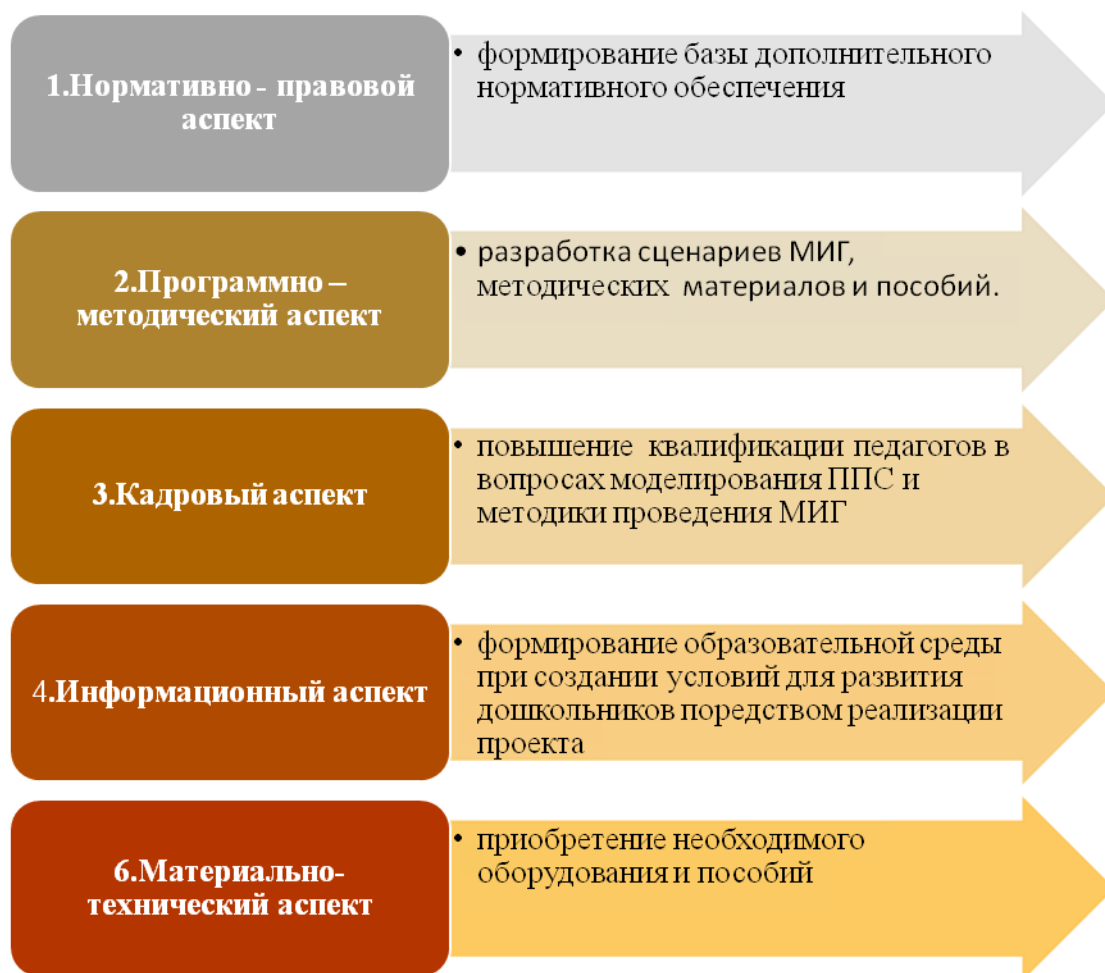 1.Нормативно - правовой
аспект
• формирование базы дополнительного
нормативного обеспечения
2.Программно –
методический аспект
• разработка сценариев МИГ,
методических материалов и пособий.
3.Кадровый аспект
• повышение квалификации педагогов в
вопросах моделирования ППС и
методики проведения МИГ
4.Информационный аспект
• формирование образовательной среды
при создании условий для развития
дошкольников поредством реализации
проекта
6.Материально-
технический аспект
• приобретение необходимого
оборудования и пособий